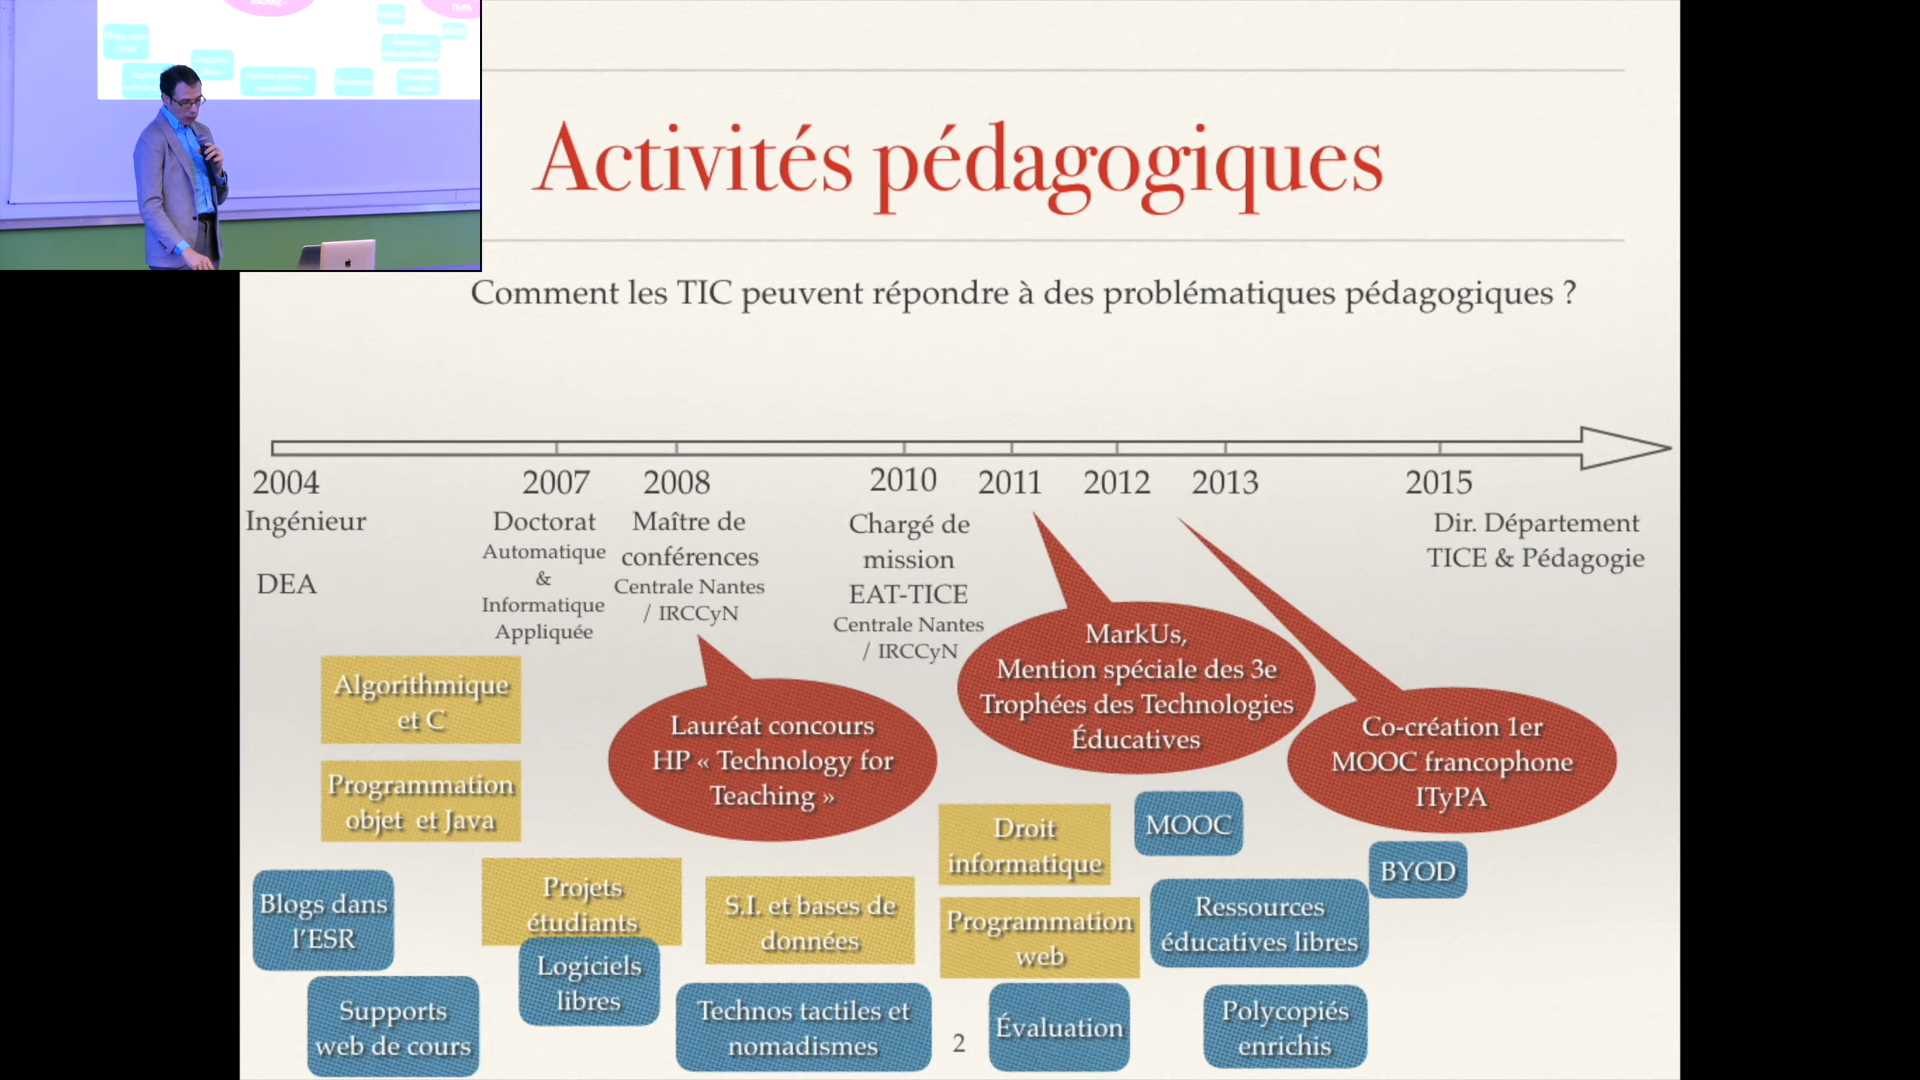 Activités pédagogiques
Comment les TIC peuvent répondre à des problématiques pédagogiques ?
2004
2007
2008
2010
2011
2012
2013
2015
Ingénieur
DEA
Doctorat
Automatique
&
Informatique
Appliquée
Maître de
conférences
Centrale Nantes
/ IRCCyN
Chargé de
mission
EAT-TICE
Centrale Nantes
/ IRCCyN
Dir. Département
TICE & Pédagogie
MarkUs,
Mention spéciale des 3e
Trophées des Technologies
Éducatives
Lauréat concours
HP « Technology for
Teaching »
Co-création 1er
MOOC francophone
ITyPA
Algorithmique
et C
Programmation
objet et Java
Projets
étudiants
S.I. et bases de
données
Droit
informatique
Programmation
web
MOOC
BYOD
Blogs dans
l'ESR
Logiciels
libres
Ressources
éducatives libres
Supports
web de cours
Technos tactiles et
nomadismes
Évaluation
Polycopiés
enrichis
2